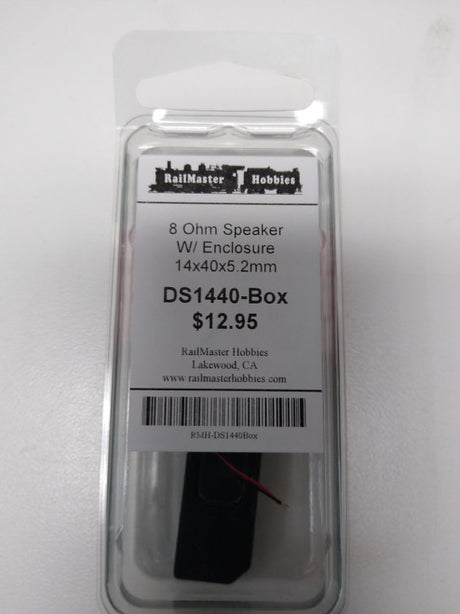 RailMaster Hobbies
8 Ohm Speaker
W/ Enclosure
14x40x5.2mm
DS1440-Box
$12.95
RailMaster Hobbies
Lakewood, CA
www.railmasterhobbies.com
RMH-DS1440Box